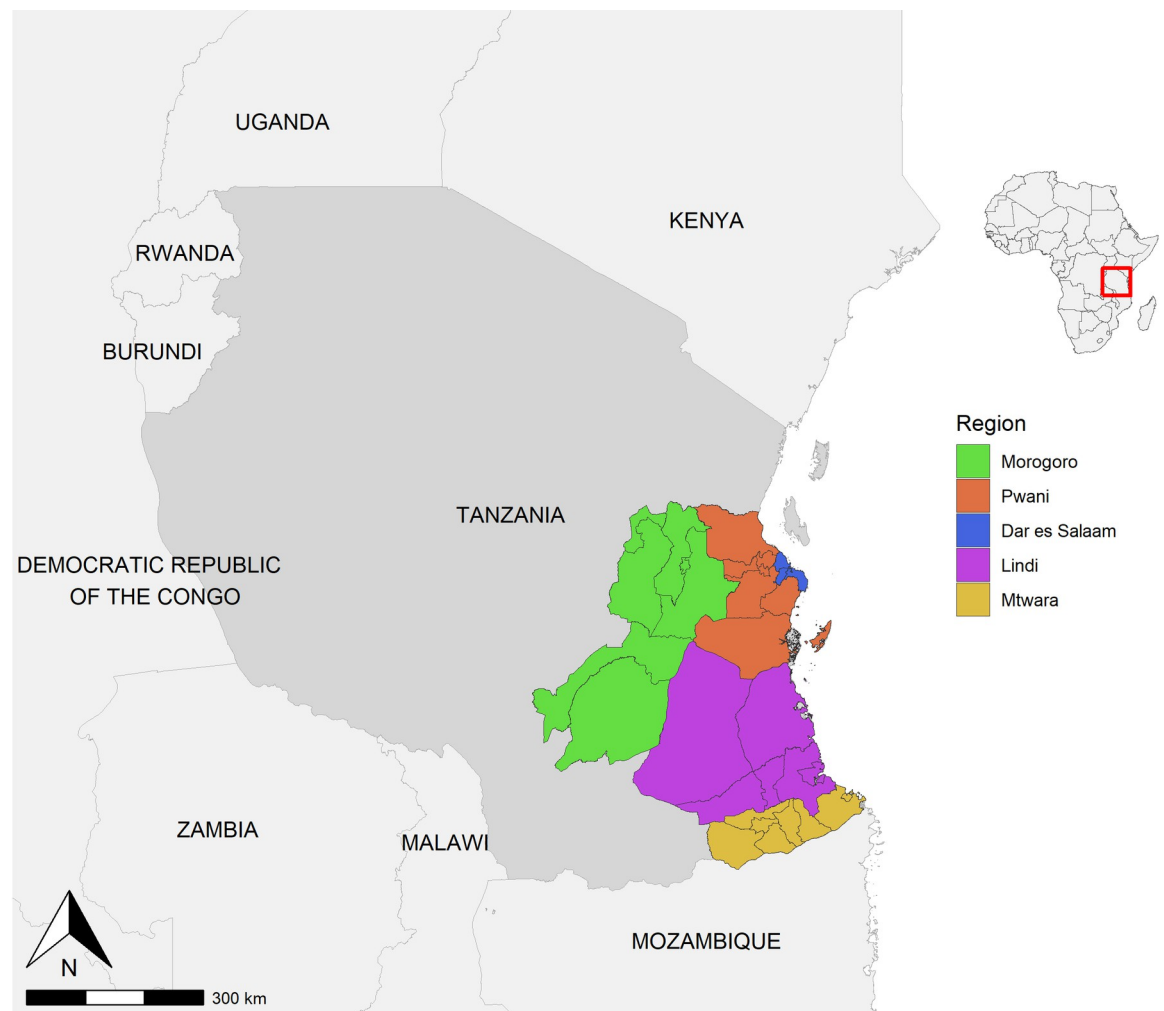 UGANDA
KENYA
RWANDA
BURUNDI
TANZANIA
DEMOCRATIC REPUBLIC
OF THE CONGO
ZAMBIA
MALAWI
MOZAMBIQUE
N
300 km
Region
Morogoro
Pwani
Dar es Salaam
Lindi
Mtwara